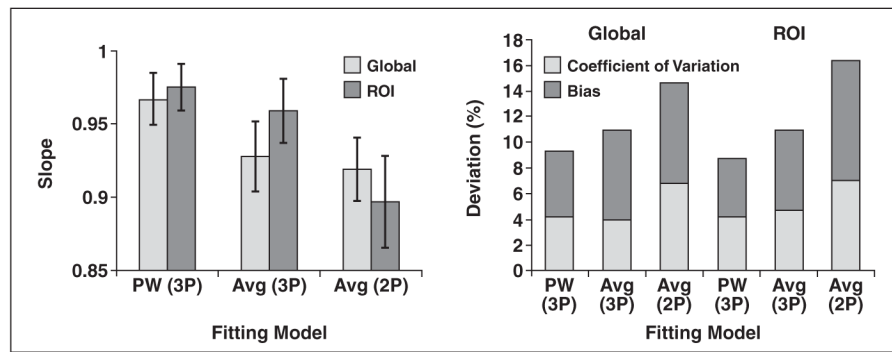 1
0.95
0.9
0.85
Slope
Global
ROI
PW (3P)
Avg (3P)
Avg (2P)
Fitting Model
18
16
14
12
10
8
6
4
2
0
Deviation (%)
Global
ROI
Coefficient of Variation
Bias
PW
(3P)
Avg
(3P)
Avg
(2P)
PW
(3P)
Avg
(3P)
Avg
(2P)
Fitting Model